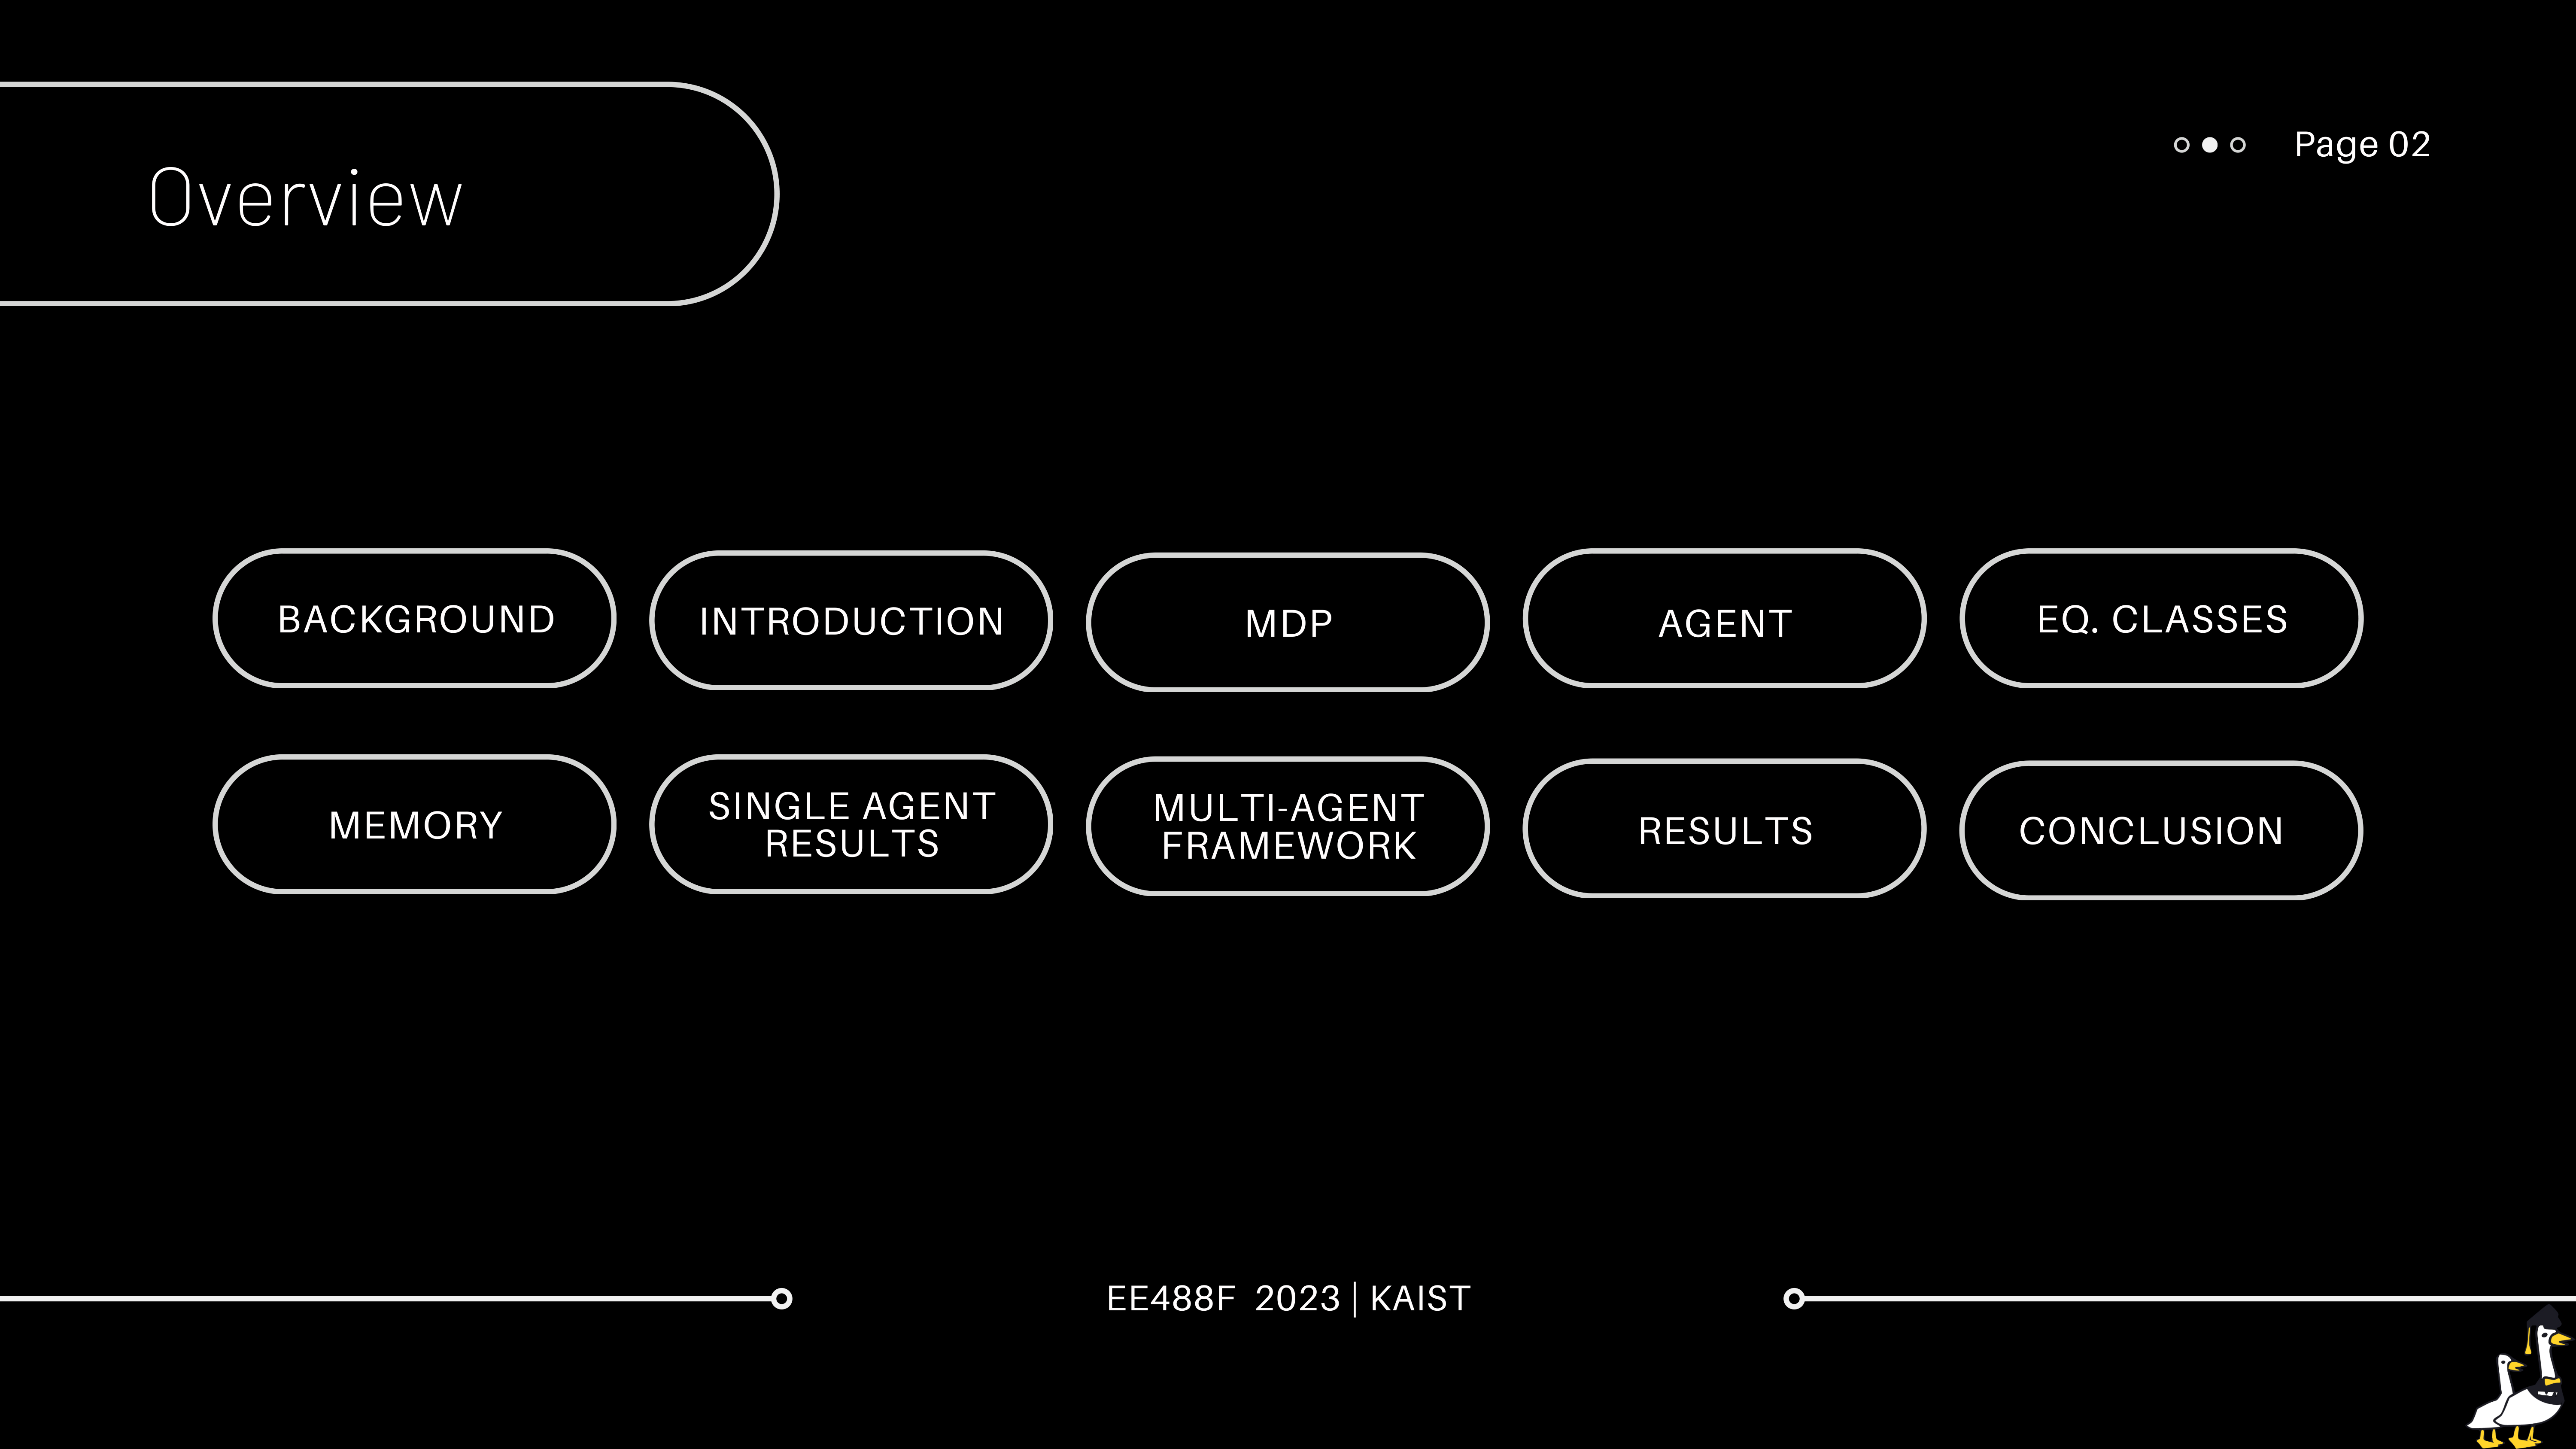 Overview
Page 02
BACKGROUND
INTRODUCTION
MDP
AGENT
EQ. CLASSES
MEMORY
SINGLE AGENT
RESULTS
MULTI-AGENT
FRAMEWORK
RESULTS
CONCLUSION
EE488F 2023 | KAIST